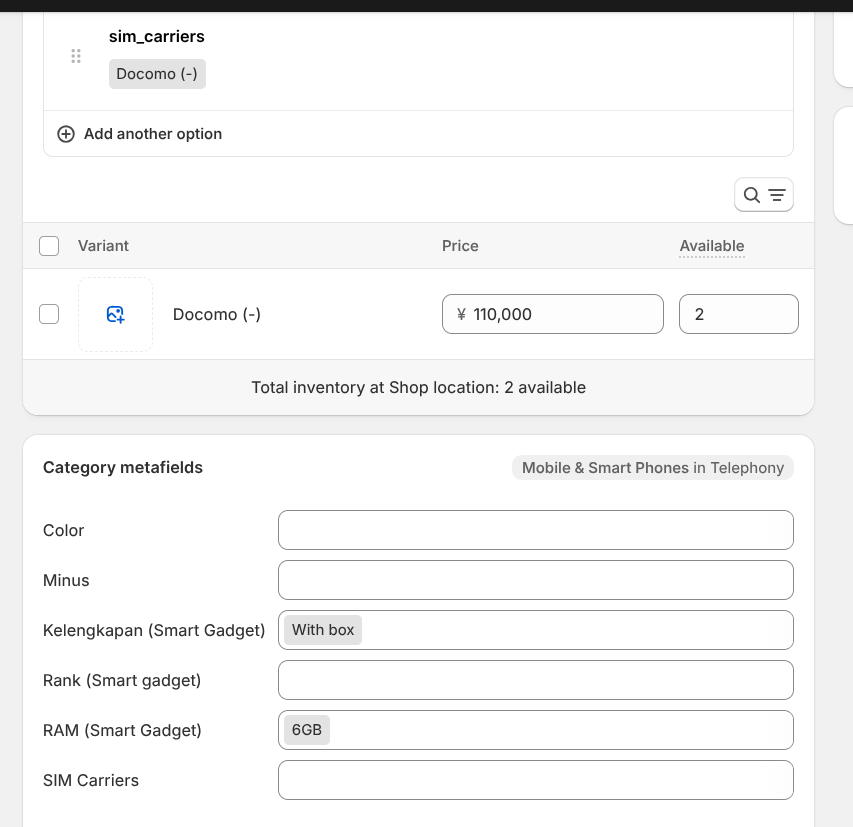 sim_carriers
Docomo (-)
Add another option
Variant Price Available
Docomo (-) ¥ 110,000 2
Total inventory at Shop location: 2 available
Category metafields Mobile & Smart Phones in Telephony
Color
Minus
Kelengkapan (Smart Gadget) With box
Rank (Smart gadget)
RAM (Smart Gadget) 6GB
SIM Carriers